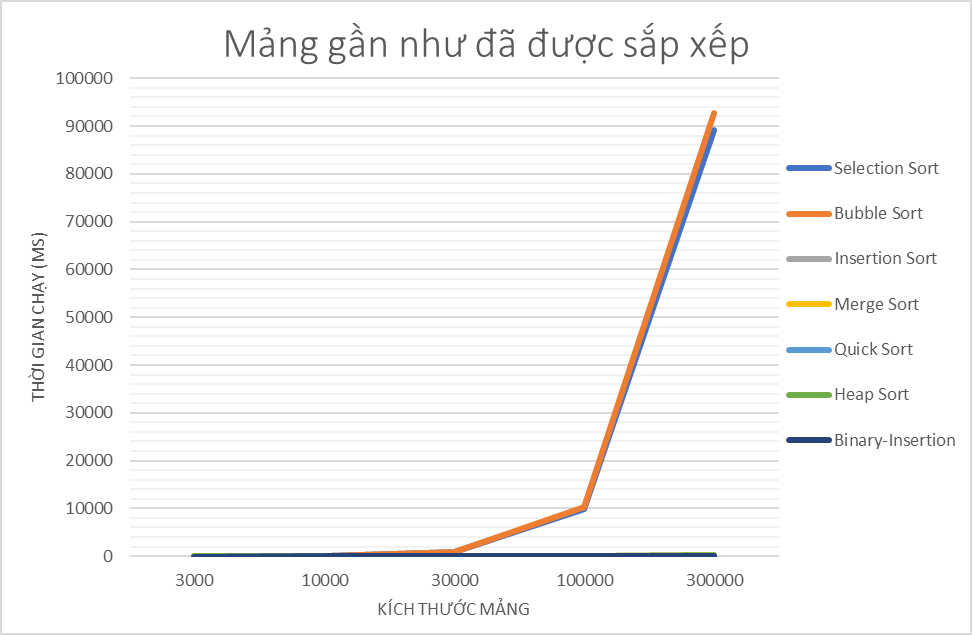 Mảng gần như đã được sắp xếp
100000
90000
80000
70000
60000
50000
40000
30000
20000
10000
0
THỜI GIAN CHẠY (MS)
3000 10000 30000 100000 300000
KÍCH THƯỚC MẢNG
Selection Sort
Bubble Sort
Insertion Sort
Merge Sort
Quick Sort
Heap Sort
Binary-Insertion